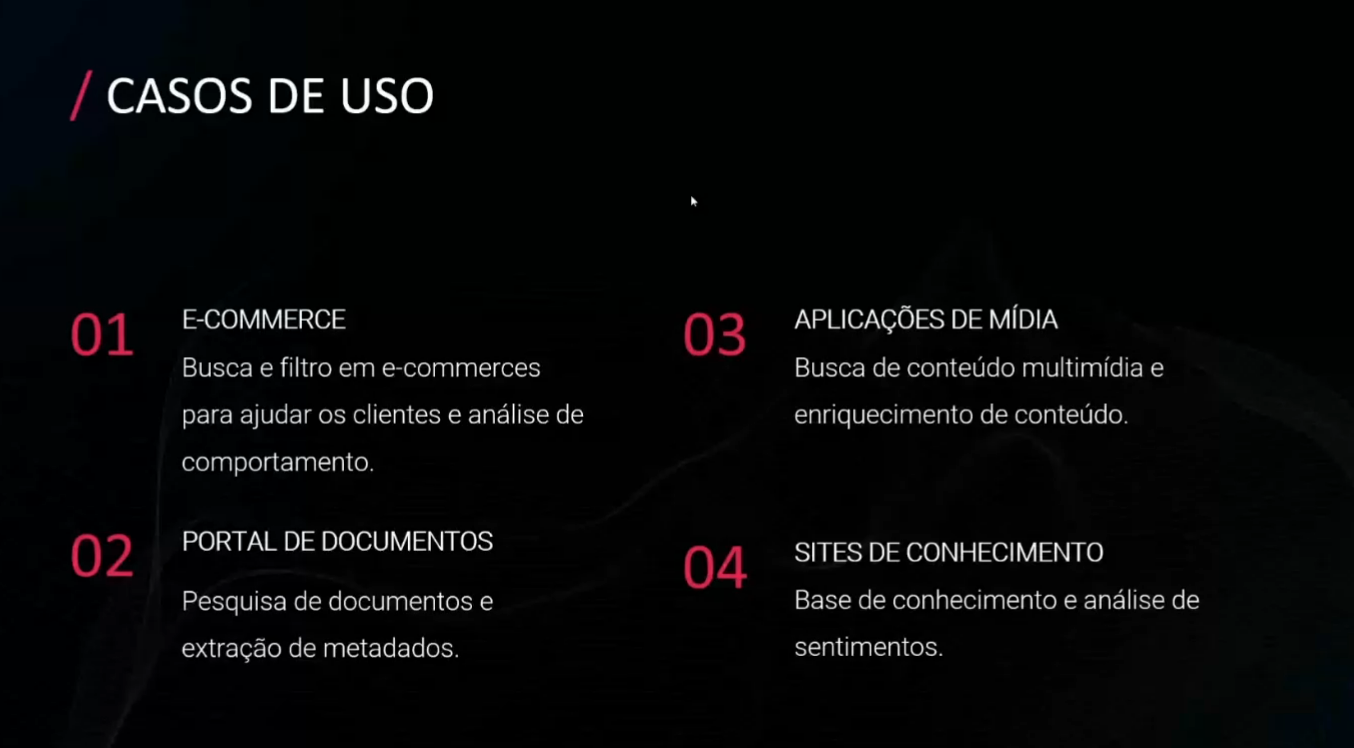 / CASOS DE USO
01
E-COMMERCE
Busca e filtro em e-commerces
para ajudar os clientes e análise de
comportamento.
02
PORTAL DE DOCUMENTOS
Pesquisa de documentos e
extração de metadados.
03
APLICAÇÕES DE MÍDIA
Busca de conteúdo multimídia e
enriquecimento de conteúdo.
04
SITES DE CONHECIMENTO
Base de conhecimento e análise de
sentimentos.